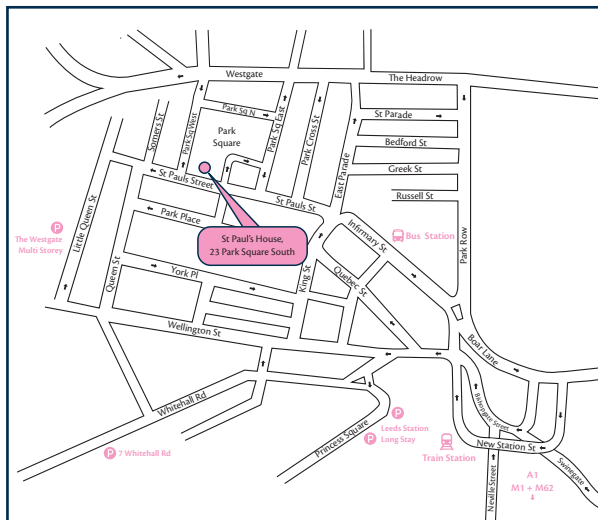 Westgate
The Headrow
Park Sq N
St Parade
Somers St
Park Sq West
Park
Square
Park Sq East
Park Cross St
East Parade
Bedford St
Greek St
Russell St
St Pauls Street
St Pauls St
Park Place
St Paul's House,
23 Park Square South
Infirmary St
Bus Station
Park Row
P
The Westgate
Multi Storey
Little Queen St
Queen St
York Pl
King St
Quebec St
Wellington St
Boar Lane
Whitehall Rd
Princess Square
P
Leeds Station
P
Long Stay
Bishopgate Street
New Station St
Train Station
P 7 Whitehall Rd
Neville Street
Swinegate
A1
M1 + M62